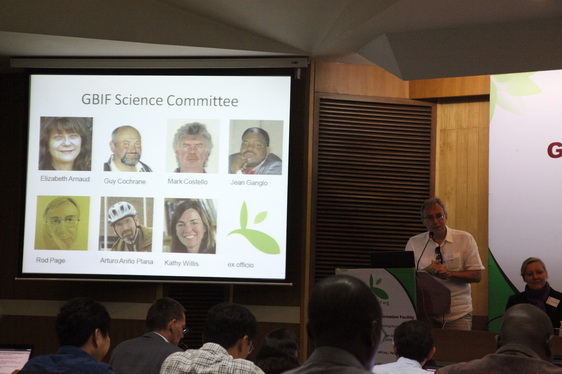 GBIF Science Committee
Elizabeth Arnaud
Guy Cochrane
Mark Costello
Jean Ganglo
Rod Page
Arturo Ariño Plana
Kathy Willis
ex officio
G